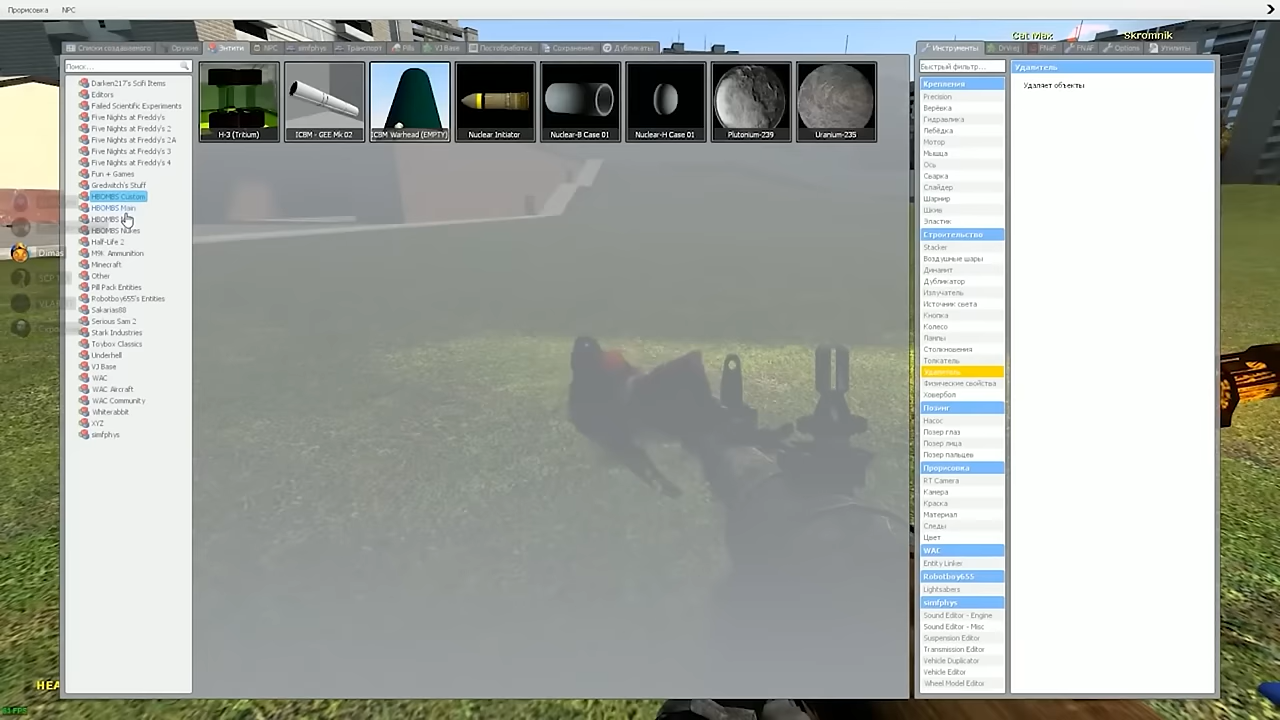 Прорисовка NPC
Cat Max Skromnik
Списки создаваемого Оружие Энтити NPC simfphys Транспорт Pills VJ Base Постобработка Сохранения Дубликаты
Инструменты FNaF FNAF Options Утилиты
Поиск...
Darken217's Scifi Items
Editors
Failed Scientific Experiments
Five Nights at Freddy's
Five Nights at Freddy's 2
Five Nights at Freddy's 2A
Five Nights at Freddy's 3
Five Nights at Freddy's 4
Fun + Games
Gredwitch's Stuff
HBOMBS Custom
HBOMBS Main
HBOMBS
HBOMBS Nukes
Half-Life 2
M9K Ammunition
Minecraft
Other
Pill Pack Entities
Robotboy655's Entities
Sakarias88
Serious Sam 2
Stark Industries
Toybox Classics
Underhell
VJ Base
WAC
WAC Aircraft
WAC Community
Whiterabbit
XYZ
simfphys
H-3 (Tritium)
ICBM - GEE Mk 02
ICBM Warhead (EMPTY)
Nuclear Initiator
Nuclear-B Case 01
Nuclear-H Case 01
Plutonium-239
Uranium-235
Быстрый фильтр...
Крепления
Precision
Верёвка
Гидравлика
Лебёдка
Мотор
Мышца
Ось
Сварка
Слайдер
Шарнир
Шкив
Эластик
Строительство
Stacker
Воздушные шары
Динамит
Дубликатор
Излучатель
Источник света
Кнопка
Колесо
Лампы
Столкновения
Толкатель
Удалитель
Физические свойства
Ховербол
Позинг
Насос
Позер глаз
Позер лица
Позер пальцев
Прорисовка
RT Camera
Камера
Краска
Материал
Следы
Цвет
WAC
Entity Linker
Robotboy655
Lightsabers
simfphys
Sound Editor - Engine
Sound Editor - Misc
Suspension Editor
Transmission Editor
Vehicle Duplicator
Vehicle Editor
Wheel Model Editor
Удалитель
Удаляет объекты
Dimas
HEA